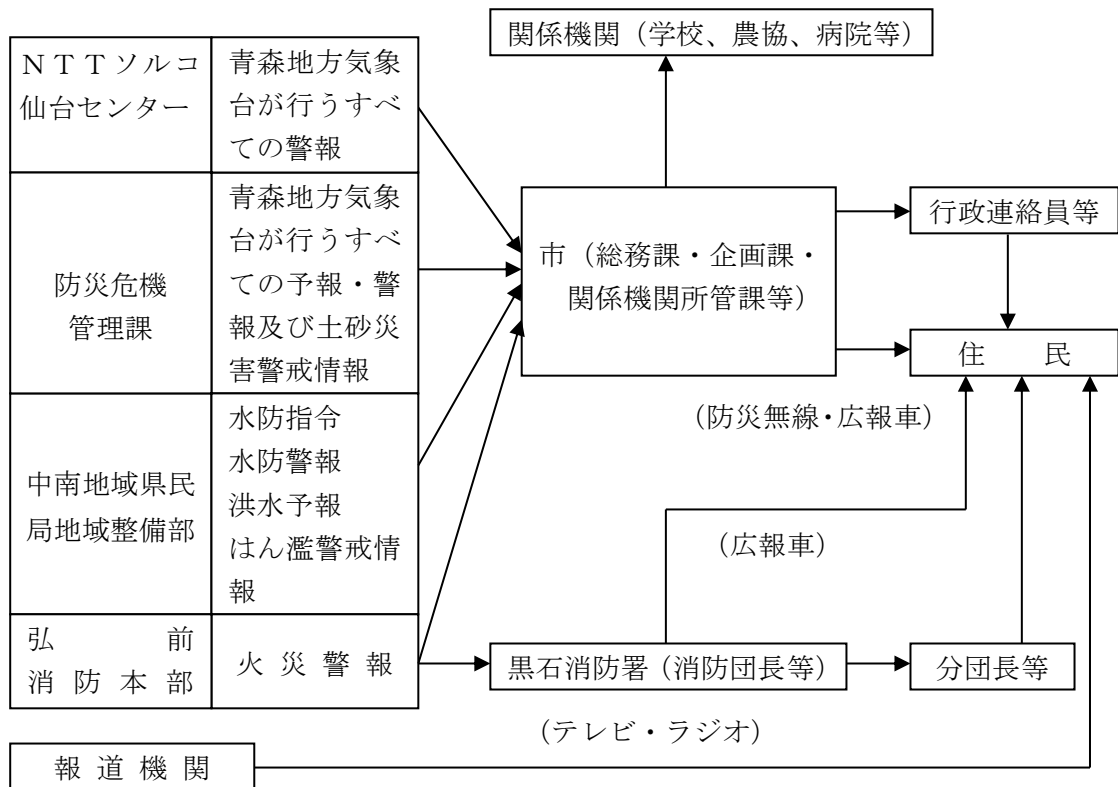 関係機関（学校、農協、病院等）
ＮＴＴソルコ
仙台センター
青森地方気象
台が行うすべ
ての警報
防災危機
管理課
青森地方気象
台が行うすべ
ての予報・警
報及び土砂災
害警戒情報
中南地域県民
局地域整備部
水防指令
水防警報
洪水予報
はん濫警戒情
報
弘前
消防本部
火災警報
市（総務課・企画課・
関係機関所管課等）
行政連絡員等
住民
（防災無線・広報車）
（広報車）
黒石消防署（消防団長等）
分団長等
（テレビ・ラジオ）
報道機関